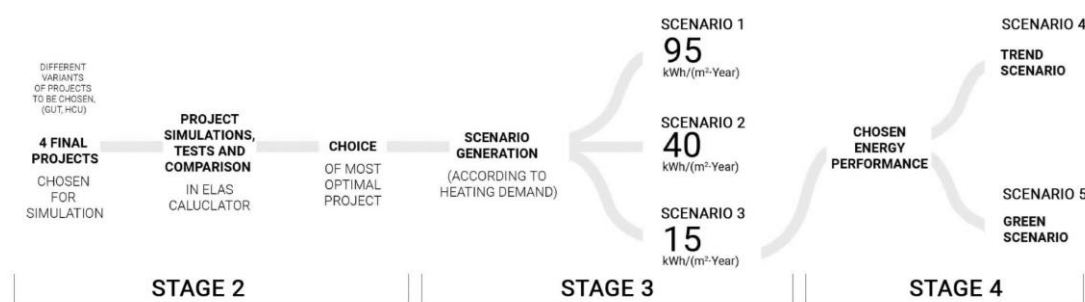 DIFFERENT
VARIANTS
OF PROJECTS
TO BE CHOSEN,
(GUT, HCU)
4 FINAL
PROJECTS
CHOSEN
FOR
SIMULATION
PROJECT
SIMULATIONS,
TESTS AND
COMPARISON
IN ELAS
CALUCLATOR
CHOICE
OF MOST
OPTIMAL
PROJECT
SCENARIO
GENERATION
(ACCORDING TO
HEATING DEMAND)
SCENARIO 1
95
kWh/(m²·Year)
SCENARIO 2
40
kWh/(m²·Year)
SCENARIO 3
15
kWh/(m²·Year)
CHOSEN
ENERGY
PERFORMANCE
SCENARIO 4
TREND
SCENARIO
SCENARIO 5
GREEN
SCENARIO
STAGE 2
STAGE 3
STAGE 4